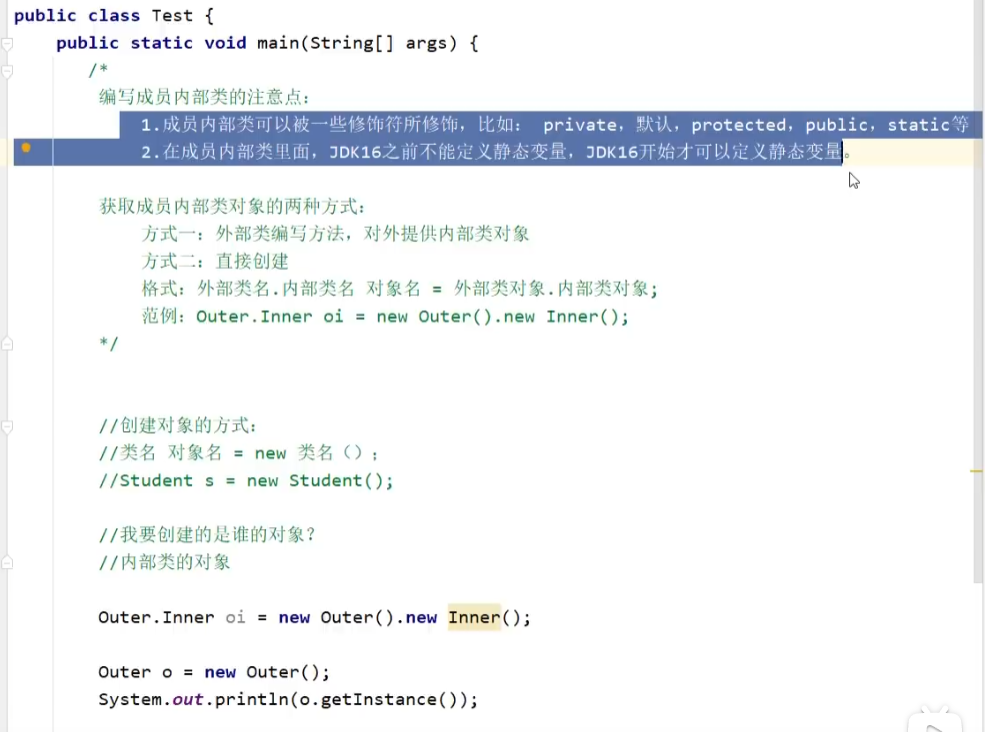 public class Test {
public static void main(String[] args) {
/*
编写成员内部类的注意点：
1.成员内部类可以被一些修饰符所修饰，比如： private，默认，protected，public，static等
2.在成员内部类里面，JDK16之前不能定义静态变量，JDK16开始才可以定义静态变量。
获取成员内部类对象的两种方式：
方式一：外部类编写方法，对外提供内部类对象
方式二：直接创建
格式：外部类名.内部类名 对象名 = 外部类对象.内部类对象;
范例：Outer.Inner oi = new Outer().new Inner();
*/
//创建对象的方式：
//类名 对象名 = new 类名（）;
//Student s = new Student();
//我要创建的是谁的对象？
//内部类的对象
Outer.Inner oi = new Outer().new Inner();
Outer o = new Outer();
System.out.println(o.getInstance());